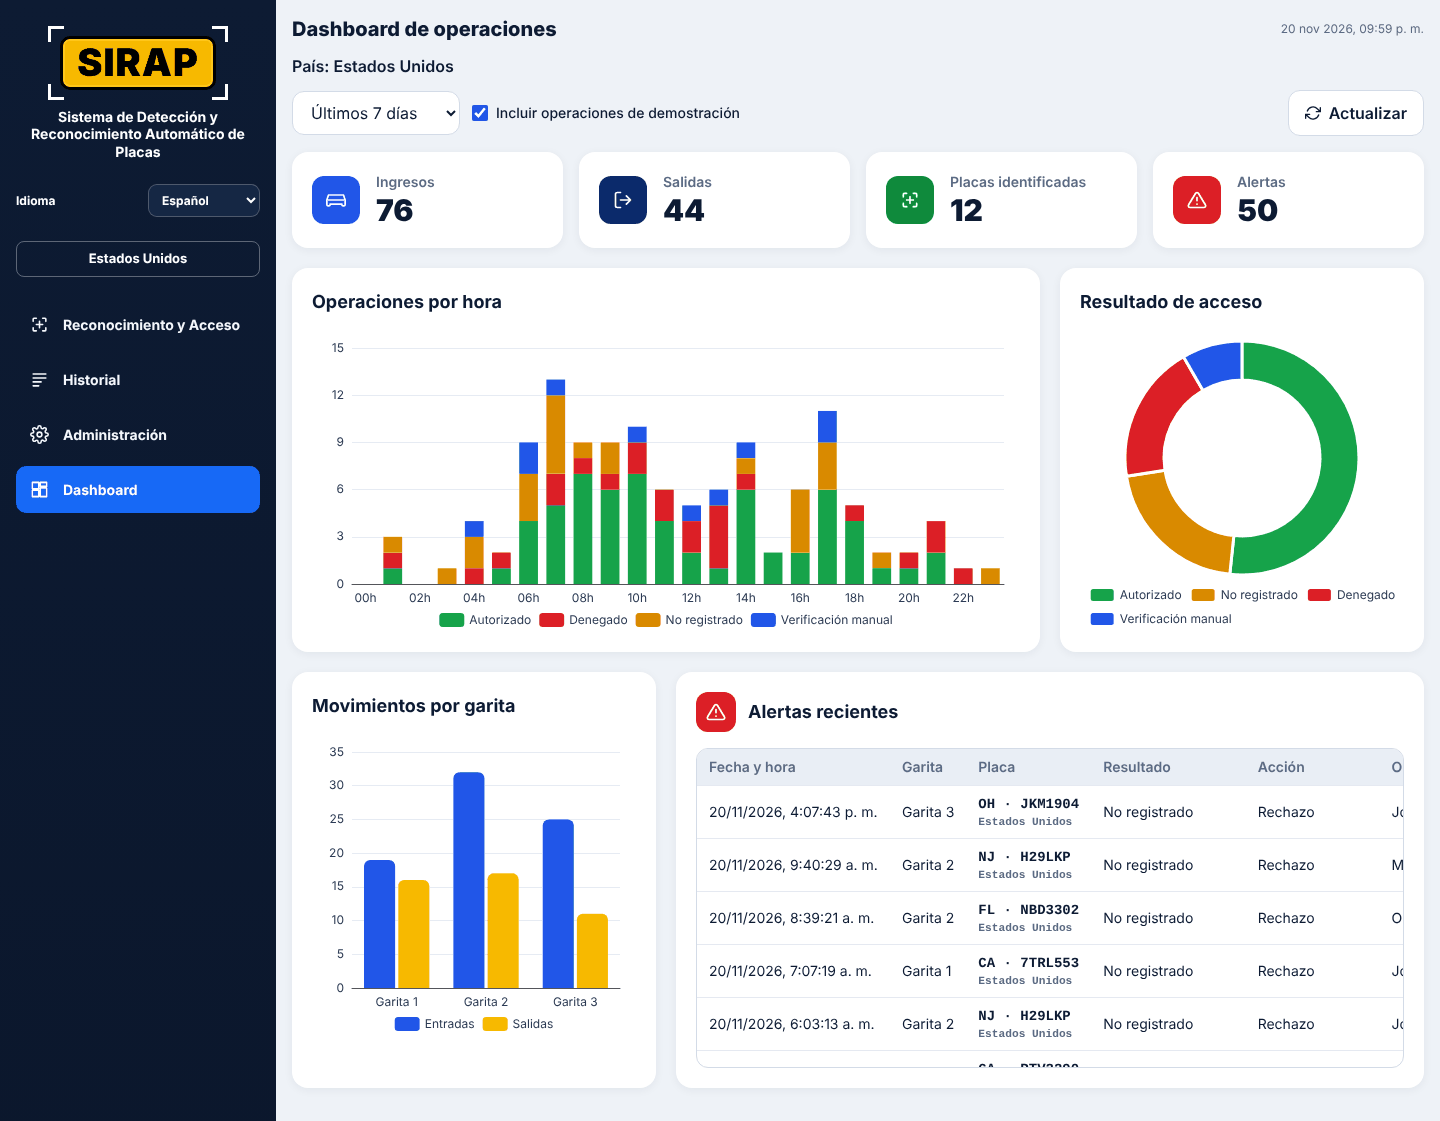 SIRAP
Sistema de Detección y
Reconocimiento Automático de
Placas
Idioma
Español
Estados Unidos
Reconocimiento y Acceso
Historial
Administración
Dashboard
Dashboard de operaciones
20 nov 2026, 09:59 p. m.
País: Estados Unidos
Últimos 7 días
Incluir operaciones de demostración
Actualizar
Ingresos
76
Salidas
44
Placas identificadas
12
Alertas
50
Operaciones por hora
15
12
9
6
3
0
00h 02h 04h 06h 08h 10h 12h 14h 16h 18h 20h 22h
Autorizado Denegado No registrado Verificación manual
Resultado de acceso
Autorizado No registrado Denegado
Verificación manual
Movimientos por garita
35
30
25
20
15
10
5
0
Garita 1 Garita 2 Garita 3
Entradas Salidas
Alertas recientes
Fecha y hora Garita Placa Resultado Acción
20/11/2026, 4:07:43 p. m. Garita 3 OH · JKM1904 No registrado Rechazo
Estados Unidos
20/11/2026, 9:40:29 a. m. Garita 2 NJ · H29LKP No registrado Rechazo
Estados Unidos
20/11/2026, 8:39:21 a. m. Garita 2 FL · NBD3302 No registrado Rechazo
Estados Unidos
20/11/2026, 7:07:19 a. m. Garita 1 CA · 7TRL553 No registrado Rechazo
Estados Unidos
20/11/2026, 6:03:13 a. m. Garita 2 NJ · H29LKP No registrado Rechazo
Estados Unidos